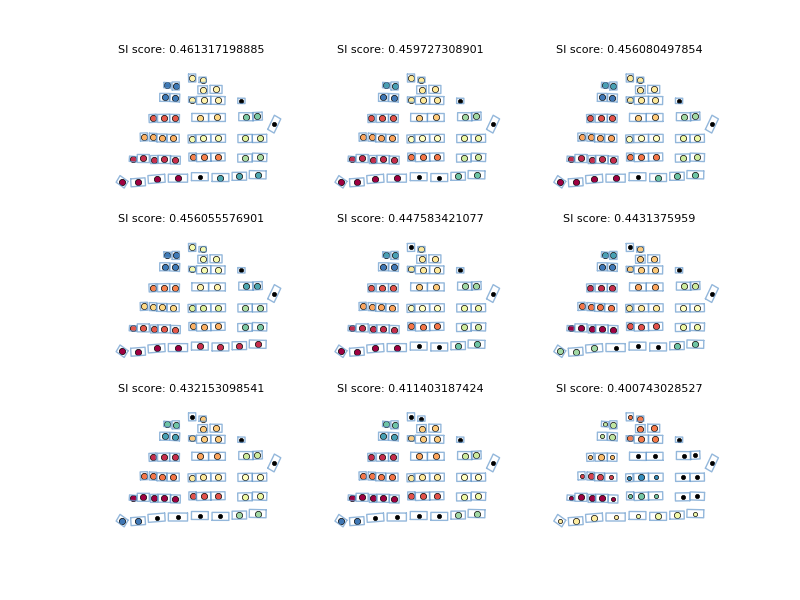 SI score: 0.461317198885
SI score: 0.459727308901
SI score: 0.456080497854
SI score: 0.456055576901
SI score: 0.447583421077
SI score: 0.4431375959
SI score: 0.432153098541
SI score: 0.411403187424
SI score: 0.400743028527